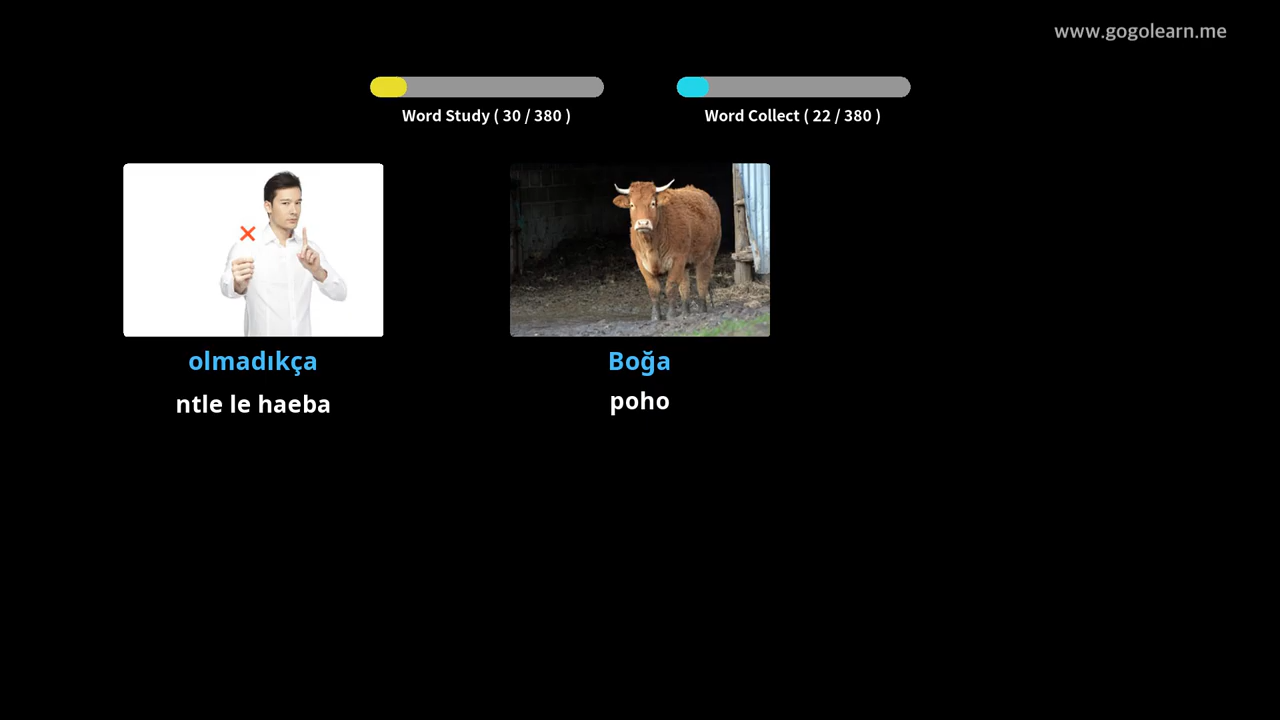 www.gogolearn.me
Word Study ( 30 / 380 )
Word Collect ( 22 / 380 )
olmadıkça
ntle le haeba
Boğa
poho